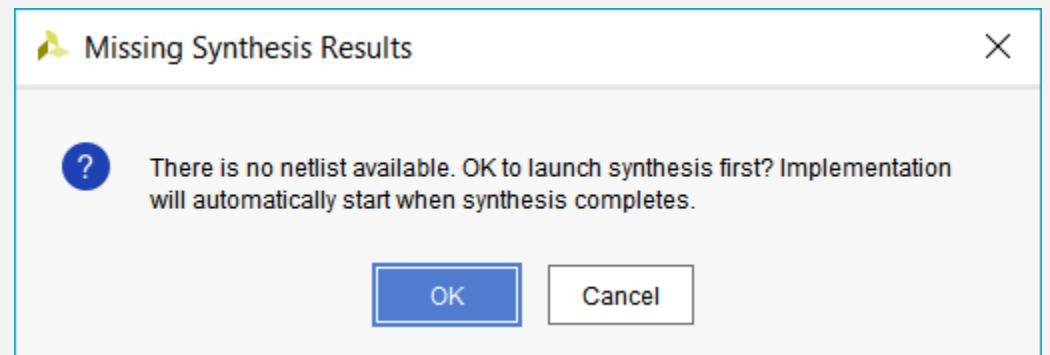 Missing Synthesis Results
?
There is no netlist available. OK to launch synthesis first? Implementation
will automatically start when synthesis completes.
OK
Cancel